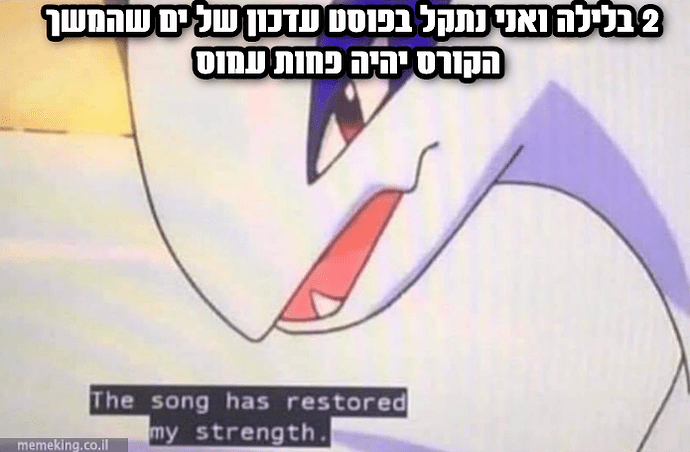 2 בלילה ואני נתקל בפוסט עדכון של ים שהמשך
הקורס יהיה פחות עמוס
The song has restored
my strength.
memeking.co.il